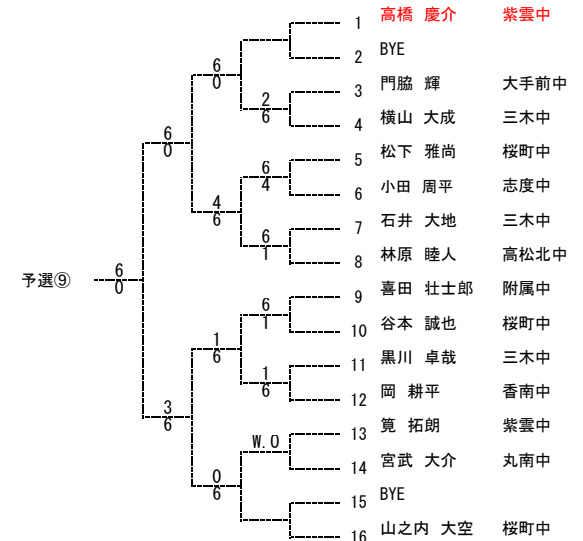 1 高橋 慶介 紫雲中
2 BYE
6
0
3 門脇 輝 大手前中
2
6
4 横山 大成 三木中
6
0
5 松下 雅尚 桜町中
6
4
6 小田 周平 志度中
4
6
7 石井 大地 三木中
6
1
8 林原 睦人 高松北中
予選⑨
6
0
9 喜田 壮士郎 附属中
6
1
10 谷本 誠也 桜町中
1
6
11 黒川 卓哉 三木中
1
6
12 岡 耕平 香南中
3
6
13 筧 拓朗 紫雲中
W.O
14 宮武 大介 丸南中
0
6
15 BYE
16 山之内 大空 桜町中